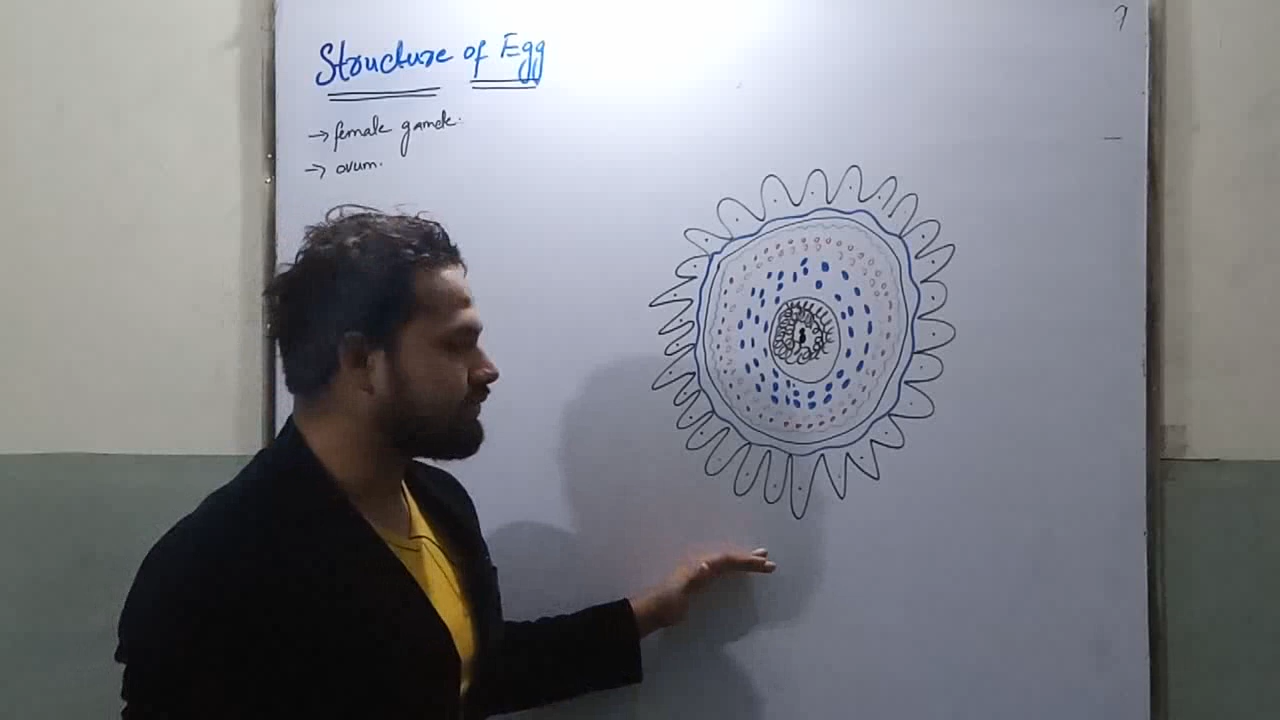 Structure of Egg
→ female gamete.
→ ovum.